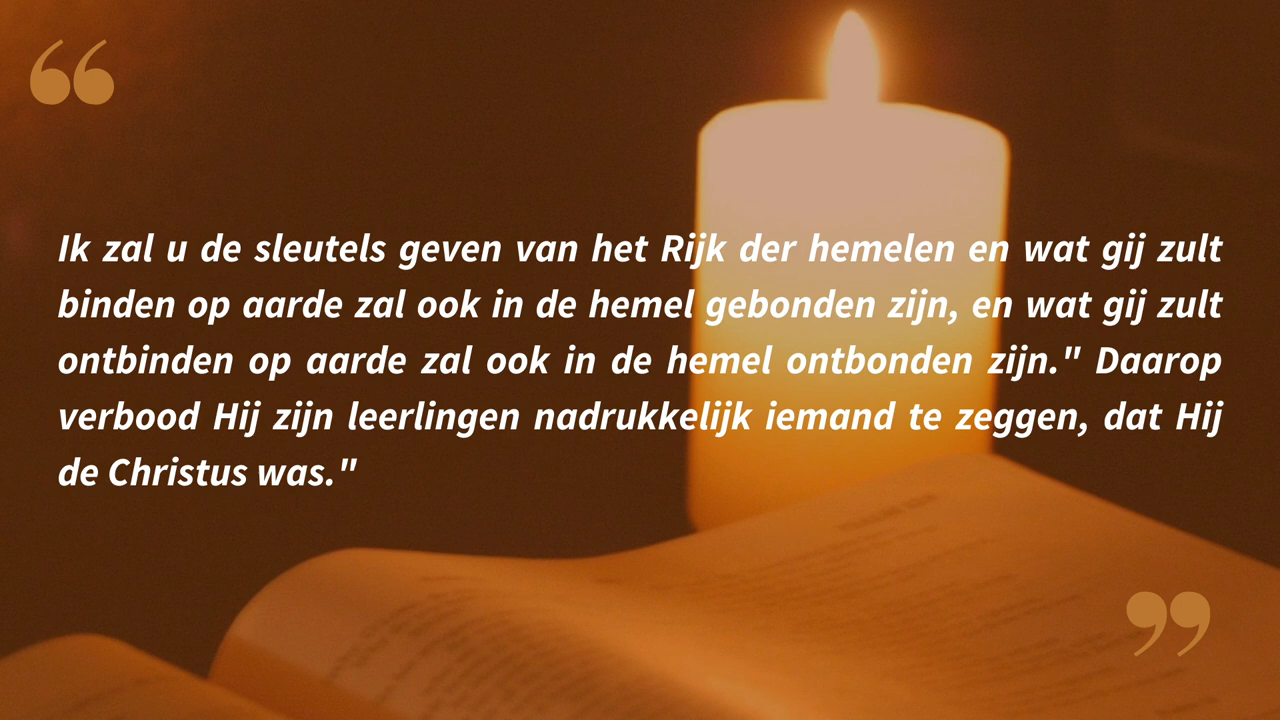 Ik zal u de sleutels geven van het Rijk der hemelen en wat gij zult
binden op aarde zal ook in de hemel gebonden zijn, en wat gij zult
ontbinden op aarde zal ook in de hemel ontbonden zijn." Daarop
verbood Hij zijn leerlingen nadrukkelijk iemand te zeggen, dat Hij
de Christus was."